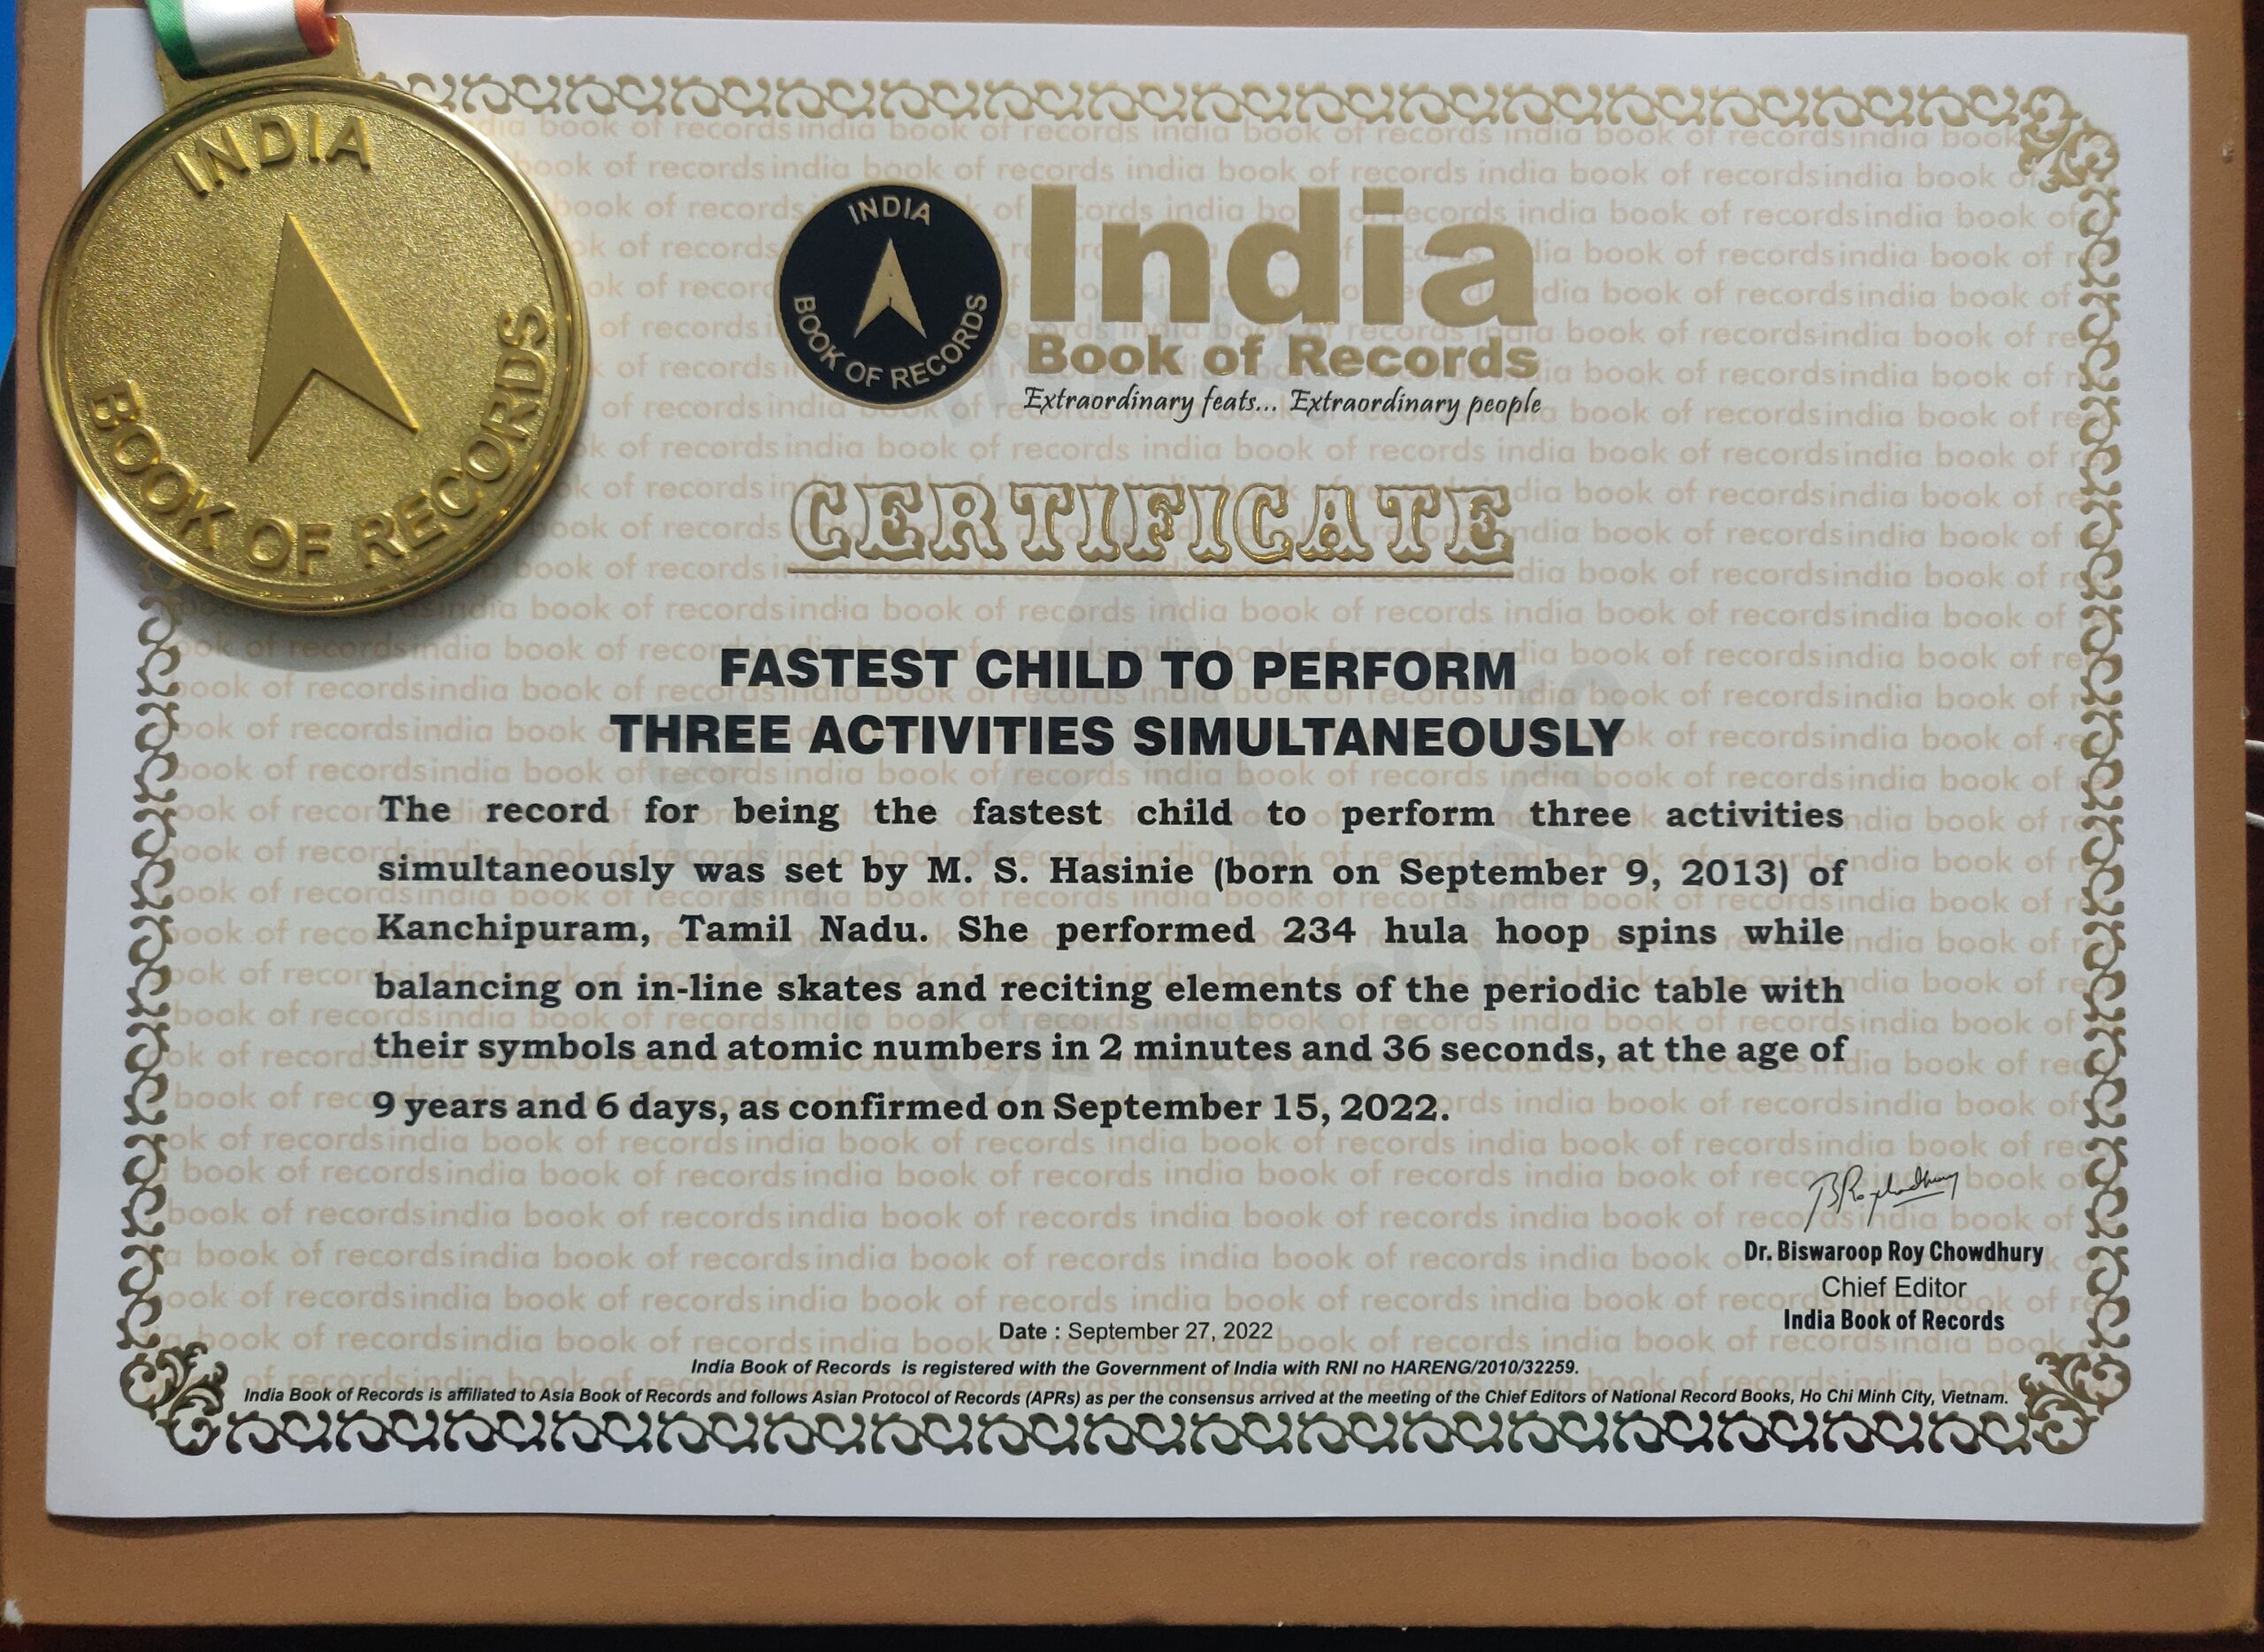 INDIA
BOOK OF RECORDS
INDIA
BOOK OF RECORDS
India
Book of Records
Extraordinary feats... Extraordinary people
CERTIFICATE
FASTEST CHILD TO PERFORM
THREE ACTIVITIES SIMULTANEOUSLY
The record for being the fastest child to perform three activities
simultaneously was set by M. S. Hasinie (born on September 9, 2013) of
Kanchipuram, Tamil Nadu. She performed 234 hula hoop spins while
balancing on in-line skates and reciting elements of the periodic table with
their symbols and atomic numbers in 2 minutes and 36 seconds, at the age of
9 years and 6 days, as confirmed on September 15, 2022.
Dr. Biswaroop Roy Chowdhury
Chief Editor
India Book of Records
Date : September 27, 2022
India Book of Records is registered with the Government of India with RNI no HARENG/2010/32259.
India Book of Records is affiliated to Asia Book of Records and follows Asian Protocol of Records (APRs) as per the consensus arrived at the meeting of the Chief Editors of National Record Books, Ho Chi Minh City, Vietnam.